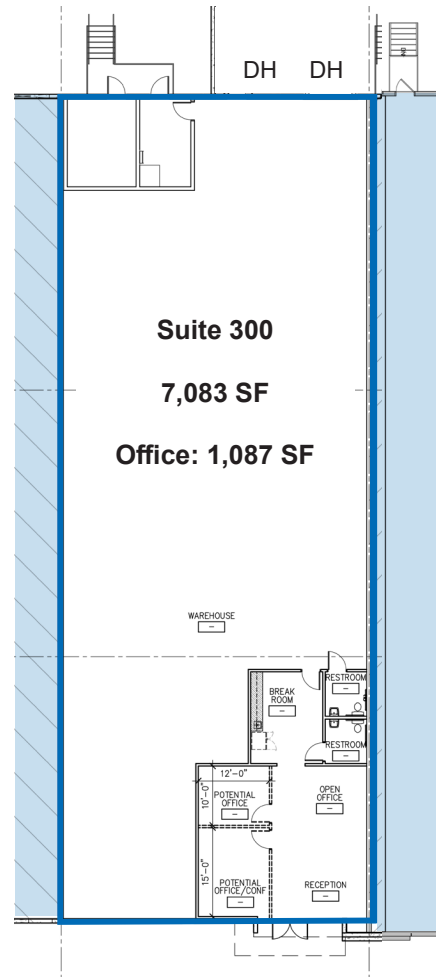 DH DH
DN
Suite 300
7,083 SF
Office: 1,087 SF
WAREHOUSE
RESTROOM
BREAK
ROOM
RESTROOM
12'-0"
10'-0"
POTENTIAL
OFFICE
OPEN
OFFICE
15'-0"
POTENTIAL
OFFICE/CONF
RECEPTION